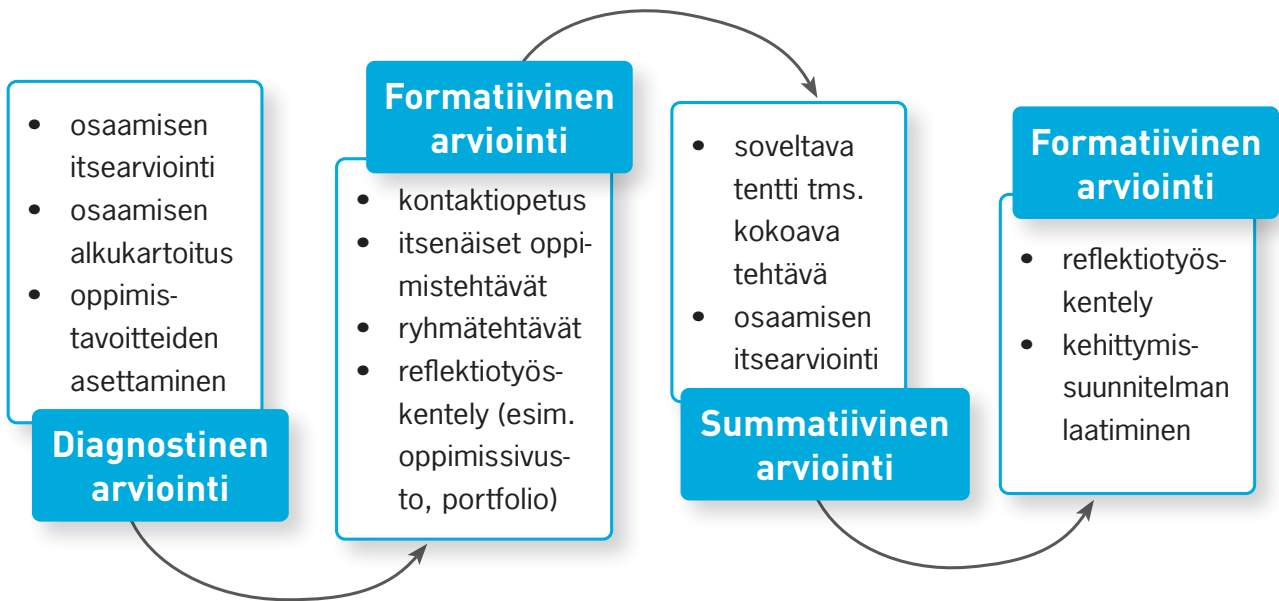 • osaamisen
itsearviointi
• osaamisen
alkukartoitus
• oppimis-
tavoitteiden
asettaminen
Diagnostinen
arviointi
Formatiivinen
arviointi
• kontaktiopetus
• itsenäiset oppi-
mistehtävät
• ryhmätehtävät
• reflektiotyös-
kentely (esim.
oppimissivus-
to, portfolio)
• soveltava
tentti tms.
kokoava
tehtävä
• osaamisen
itsearviointi
Summatiivinen
arviointi
Formatiivinen
arviointi
• reflektiotyös-
kentely
• kehittymis-
suunnitelman
laatiminen